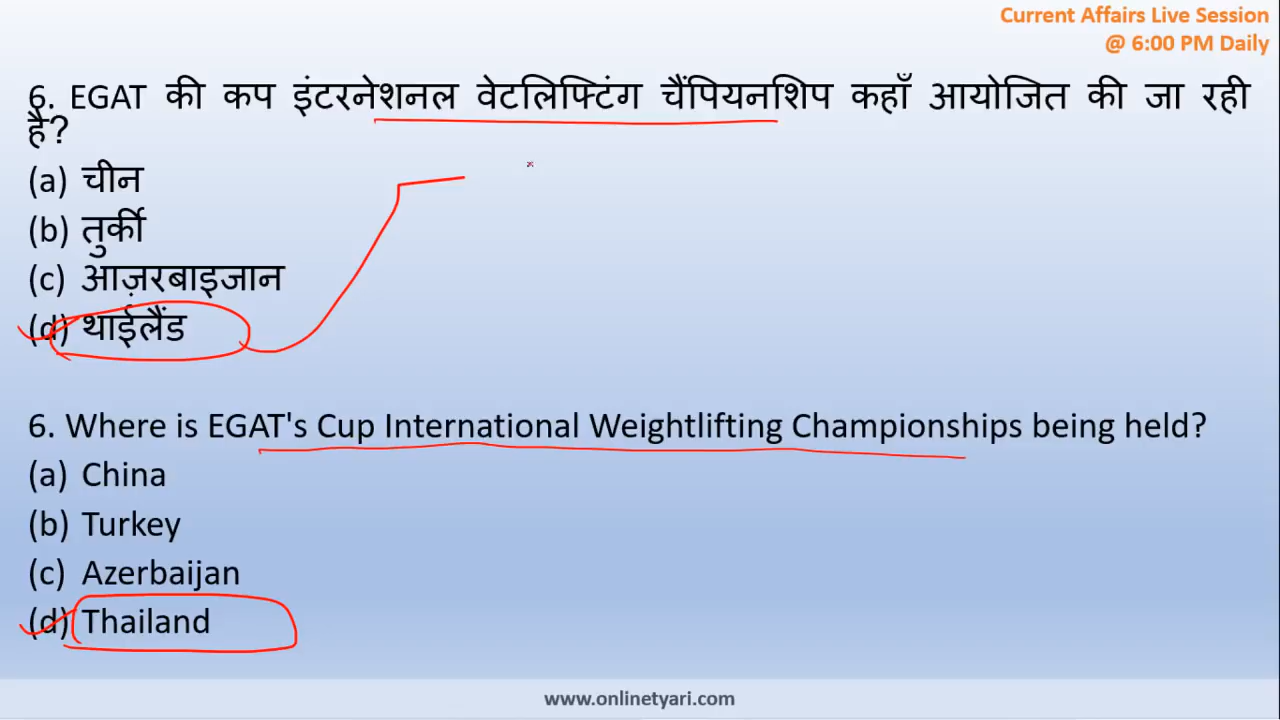 Current Affairs Live Session
@ 6:00 PM Daily
6. EGAT की कप इंटरनेशनल वेटलिफ्टिंग चैंपियनशिप कहाँ आयोजित की जा रही
है?
(a) चीन
(b) तुर्की
(c) आज़रबाइजान
(d) थाईलैंड
6. Where is EGAT's Cup International Weightlifting Championships being held?
(a) China
(b) Turkey
(c) Azerbaijan
(d) Thailand
www.onlinetyari.com